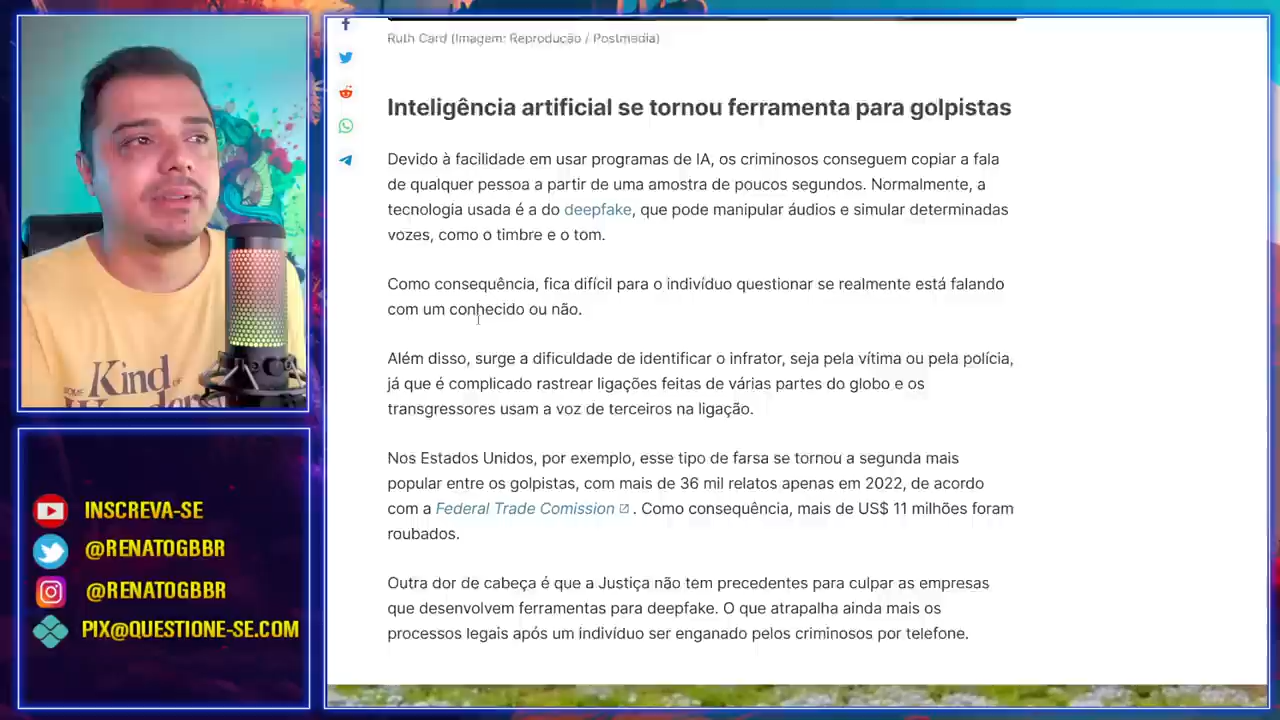 Ruth Card (Imagem: Reprodução / Postmedia)
Inteligência artificial se tornou ferramenta para golpistas
Devido à facilidade em usar programas de IA, os criminosos conseguem copiar a fala
de qualquer pessoa a partir de uma amostra de poucos segundos. Normalmente, a
tecnologia usada é a do deepfake, que pode manipular áudios e simular determinadas
vozes, como o timbre e o tom.
Como consequência, fica difícil para o indivíduo questionar se realmente está falando
com um conhecido ou não.
Além disso, surge a dificuldade de identificar o infrator, seja pela vítima ou pela polícia,
já que é complicado rastrear ligações feitas de várias partes do globo e os
transgressores usam a voz de terceiros na ligação.
Nos Estados Unidos, por exemplo, esse tipo de farsa se tornou a segunda mais
popular entre os golpistas, com mais de 36 mil relatos apenas em 2022, de acordo
com a Federal Trade Comission . Como consequência, mais de US$ 11 milhões foram
roubados.
Outra dor de cabeça é que a Justiça não tem precedentes para culpar as empresas
que desenvolvem ferramentas para deepfake. O que atrapalha ainda mais os
processos legais após um indivíduo ser enganado pelos criminosos por telefone.
Kind
INSCREVA-SE
@RENATOGBBR
@RENATOGBBR
PIX@QUESTIONE-SE.COM